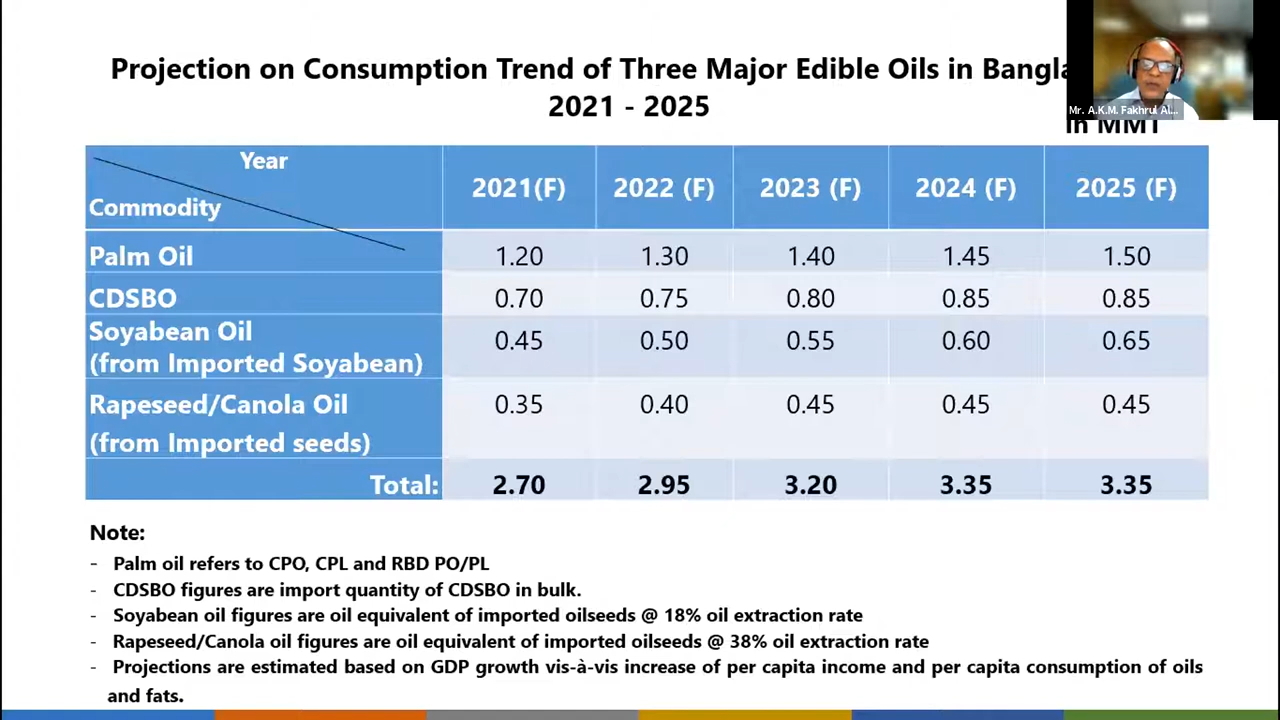 Projection on Consumption Trend of Three Major Edible Oils in Bangla
2021 - 2025
Mr. A.K.M. Fakhrul Al...
In MMT
Year
Commodity
2021(F) 2022 (F) 2023 (F) 2024 (F) 2025 (F)
Palm Oil 1.20 1.30 1.40 1.45 1.50
CDSBO 0.70 0.75 0.80 0.85 0.85
Soyabean Oil
(from Imported Soyabean) 0.45 0.50 0.55 0.60 0.65
Rapeseed/Canola Oil 0.35 0.40 0.45 0.45 0.45
(from Imported seeds)
Total: 2.70 2.95 3.20 3.35 3.35
Note:
- Palm oil refers to CPO, CPL and RBD PO/PL
- CDSBO figures are import quantity of CDSBO in bulk.
- Soyabean oil figures are oil equivalent of imported oilseeds @ 18% oil extraction rate
- Rapeseed/Canola oil figures are oil equivalent of imported oilseeds @ 38% oil extraction rate
- Projections are estimated based on GDP growth vis-à-vis increase of per capita income and per capita consumption of oils
and fats.